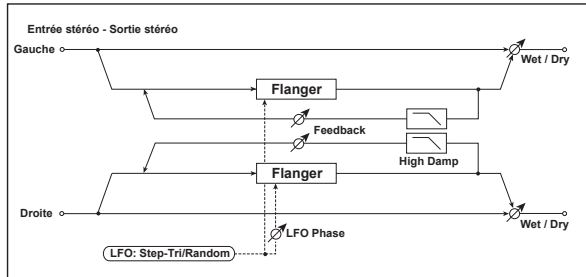 Entrée stéréo - Sortie stéréo
Gauche
Wet / Dry
Flanger
Feedback
High Damp
Flanger
Droite
Wet / Dry
LFO Phase
LFO: Step-Tri/Random